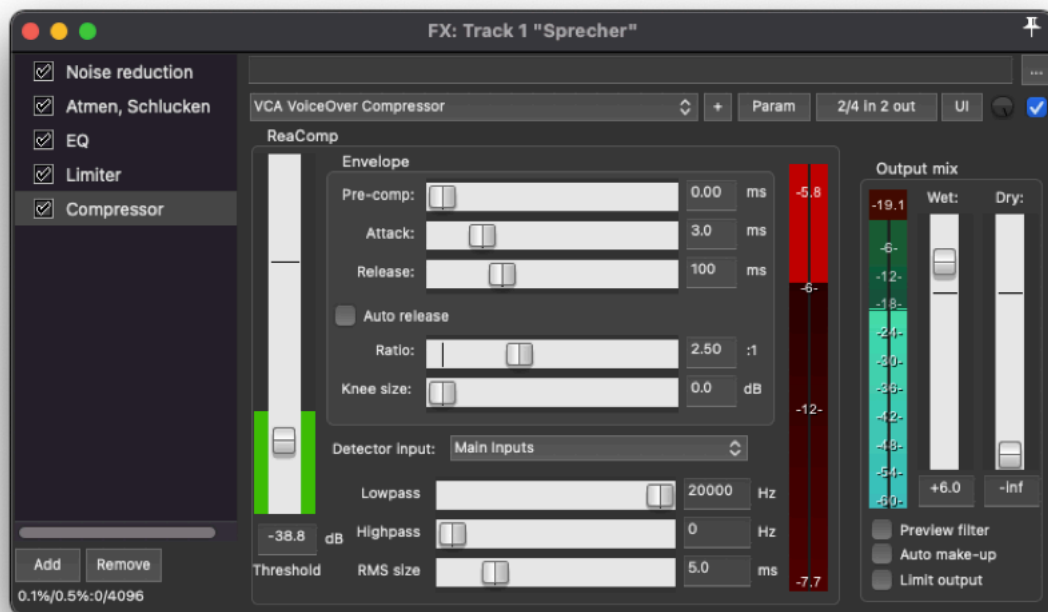 FX: Track 1 "Sprecher"
Noise reduction
Atmen, Schlucken
EQ
Limiter
Compressor
...
VCA VoiceOver Compressor
+
Param
2/4 in 2 out
UI
ReaComp
Envelope
Pre-comp: 0.00 ms
Attack: 3.0 ms
Release: 100 ms
Auto release
Ratio: 2.50 :1
Knee size: 0.0 dB
Detector input: Main Inputs
Lowpass 20000 Hz
Highpass 0 Hz
RMS size 5.0 ms
-38.8 dB
Threshold
-5.8
-6-
-12-
-7.7
Output mix
Wet: Dry:
-19.1
-6-
-12-
-18-
-24-
-30-
-36-
-42-
-48-
-54-
-60-
+6.0 -Inf
Preview filter
Auto make-up
Limit output
Add Remove
0.1%/0.5%:0/4096